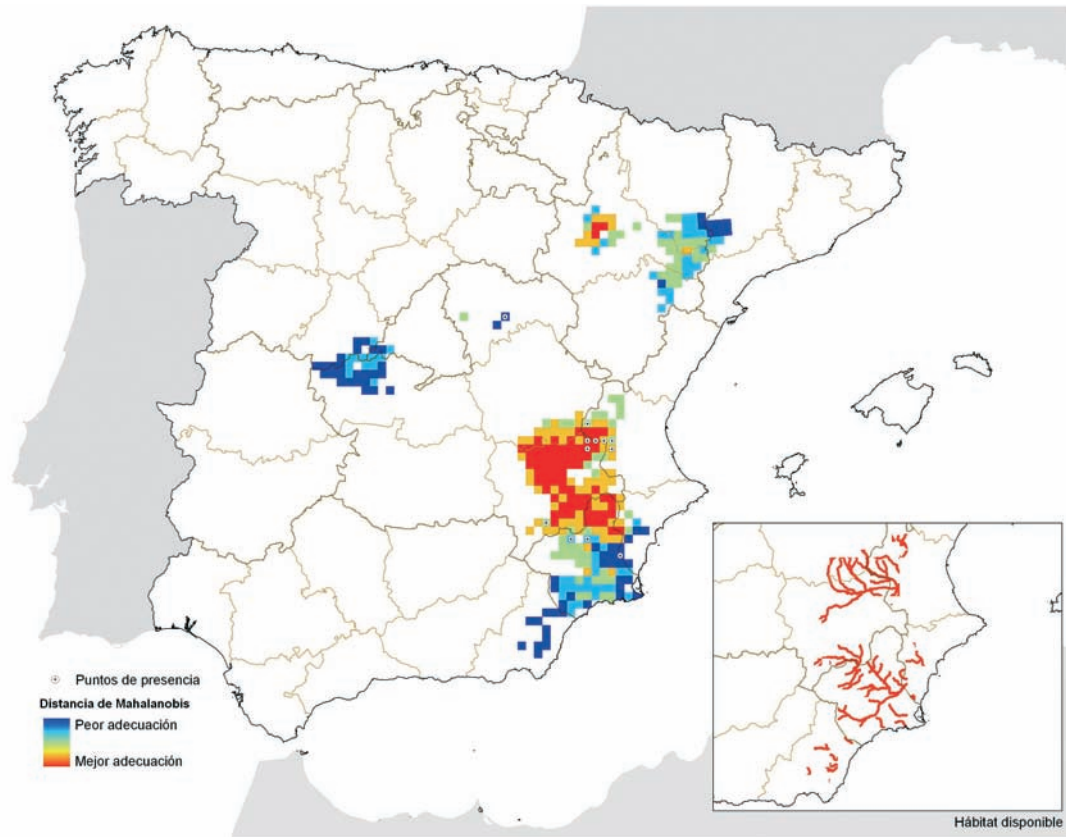 Puntos de presencia
Distancia de Mahalanobis
Peor adecuación
Mejor adecuación
Hábitat disponible